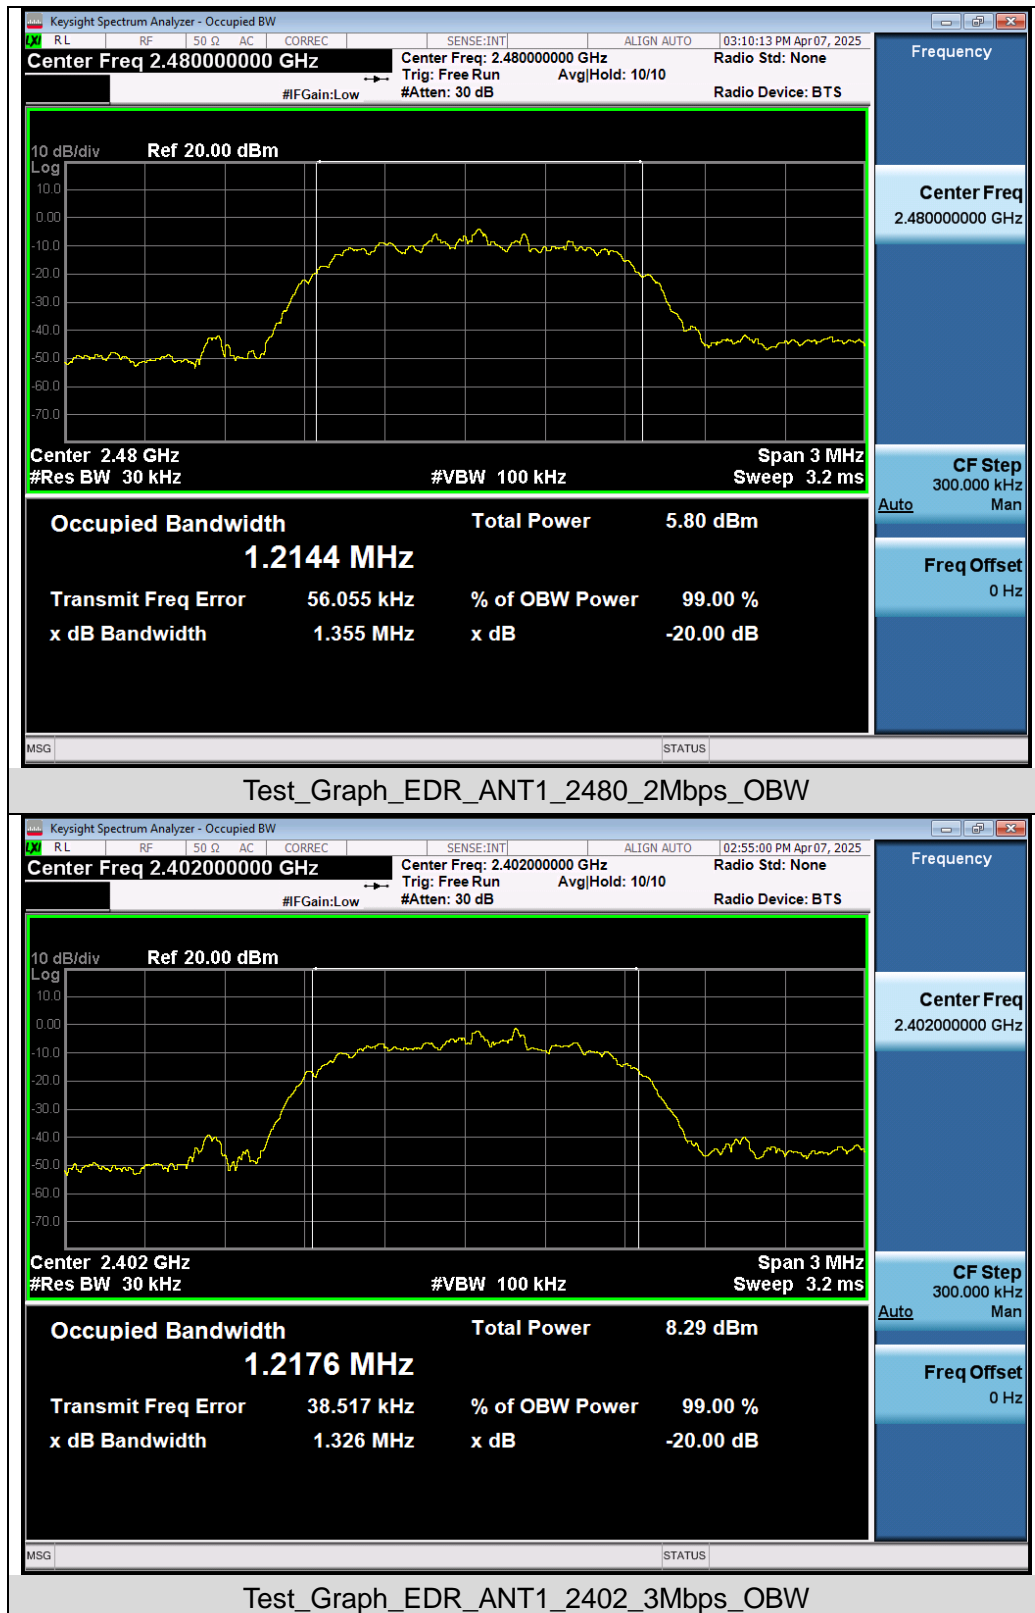 Keysight Spectrum Analyzer - Occupied BW
LXI RL RF 50 Ω AC CORREC SENSE:INT ALIGN AUTO 03:10:13 PM Apr 07, 2025
Center Freq 2.480000000 GHz
Center Freq: 2.480000000 GHz
Radio Std: None
Trig: Free Run Avg|Hold: 10/10
#IFGain:Low
#Atten: 30 dB
Radio Device: BTS
10 dB/div Ref 20.00 dBm
Log
10.0
0.00
-10.0
-20.0
-30.0
-40.0
-50.0
-60.0
-70.0
Center 2.48 GHz Span 3 MHz
#Res BW 30 kHz #VBW 100 kHz Sweep 3.2 ms
Occupied Bandwidth Total Power 5.80 dBm
1.2144 MHz
Transmit Freq Error 56.055 kHz % of OBW Power 99.00 %
x dB Bandwidth 1.355 MHz x dB -20.00 dB
MSG STATUS
Frequency
Center Freq
2.480000000 GHz
CF Step
300.000 kHz
Auto Man
Freq Offset
0 Hz
Test_Graph_EDR_ANT1_2480_2Mbps_OBW
Keysight Spectrum Analyzer - Occupied BW
LXI RL RF 50 Ω AC CORREC SENSE:INT ALIGN AUTO 02:55:00 PM Apr 07, 2025
Center Freq 2.402000000 GHz
Center Freq: 2.402000000 GHz
Radio Std: None
Trig: Free Run Avg|Hold: 10/10
#IFGain:Low
#Atten: 30 dB
Radio Device: BTS
10 dB/div Ref 20.00 dBm
Log
10.0
0.00
-10.0
-20.0
-30.0
-40.0
-50.0
-60.0
-70.0
Center 2.402 GHz Span 3 MHz
#Res BW 30 kHz #VBW 100 kHz Sweep 3.2 ms
Occupied Bandwidth Total Power 8.29 dBm
1.2176 MHz
Transmit Freq Error 38.517 kHz % of OBW Power 99.00 %
x dB Bandwidth 1.326 MHz x dB -20.00 dB
MSG STATUS
Frequency
Center Freq
2.402000000 GHz
CF Step
300.000 kHz
Auto Man
Freq Offset
0 Hz
Test_Graph_EDR_ANT1_2402_3Mbps_OBW